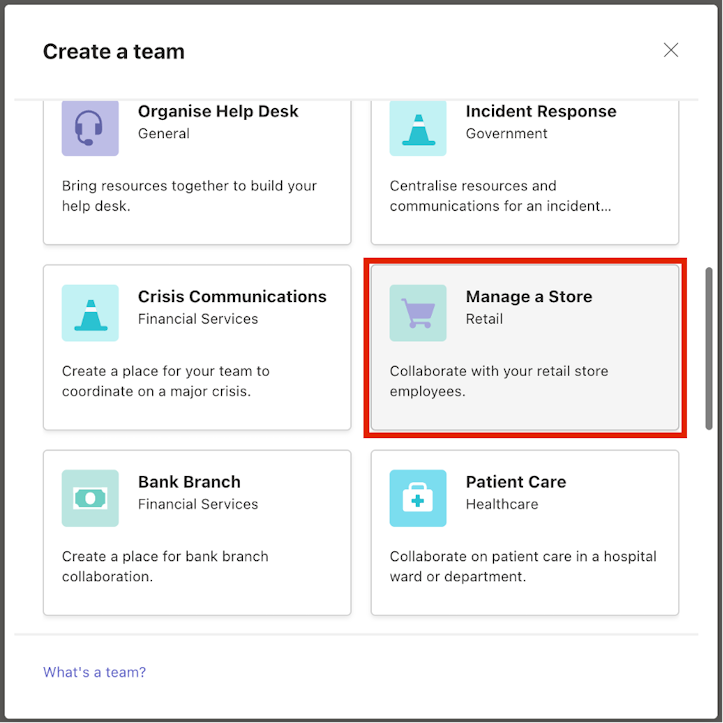 Create a team
Organise Help Desk
General
Bring resources together to build your
help desk.
Incident Response
Government
Centralise resources and
communications for an incident...
Crisis Communications
Financial Services
Create a place for your team to
coordinate on a major crisis.
Manage a Store
Retail
Collaborate with your retail store
employees.
Bank Branch
Financial Services
Create a place for bank branch
collaboration.
Patient Care
Healthcare
Collaborate on patient care in a hospital
ward or department.
What's a team?